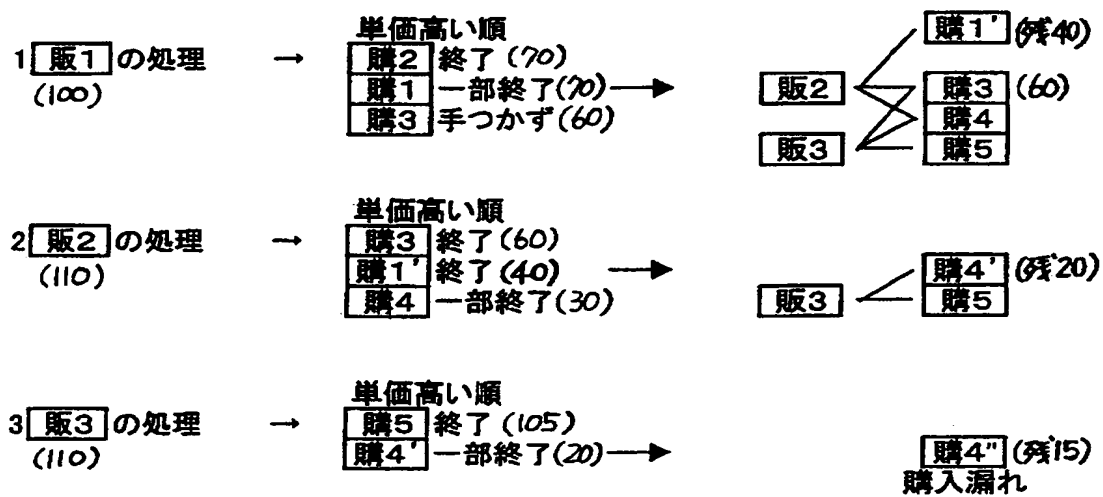 単価高い順
1 販1 の処理 → 購2 終了 (70)
(100) 購1 一部終了(70)
購3 手つかず(60)
購1' (残40)
販2 購3 (60)
購4
販3 購5
単価高い順
2 販2 の処理 → 購3 終了(60)
(110) 購1' 終了(40)
購4 一部終了(30)
購4' (残20)
販3 購5
単価高い順
3 販3 の処理 → 購5 終了 (105)
(110) 購4' 一部終了(20)
購4" (残15)
購入漏れ